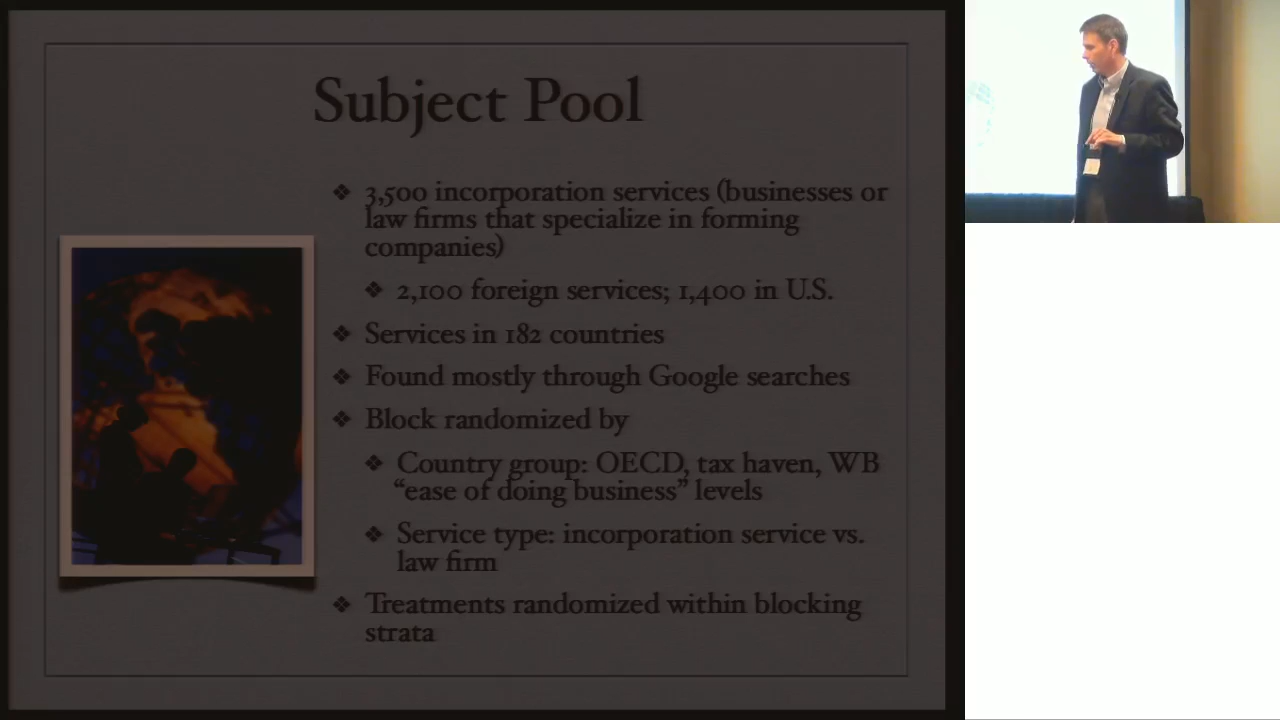 Subject Pool
❖ 3,500 incorporation services (businesses or
law firms that specialize in forming
companies)
❖ 2,100 foreign services; 1,400 in U.S.
❖ Services in 182 countries
❖ Found mostly through Google searches
❖ Block randomized by
❖ Country group: OECD, tax haven, WB
“ease of doing business” levels
❖ Service type: incorporation service vs.
law firm
❖ Treatments randomized within blocking
strata